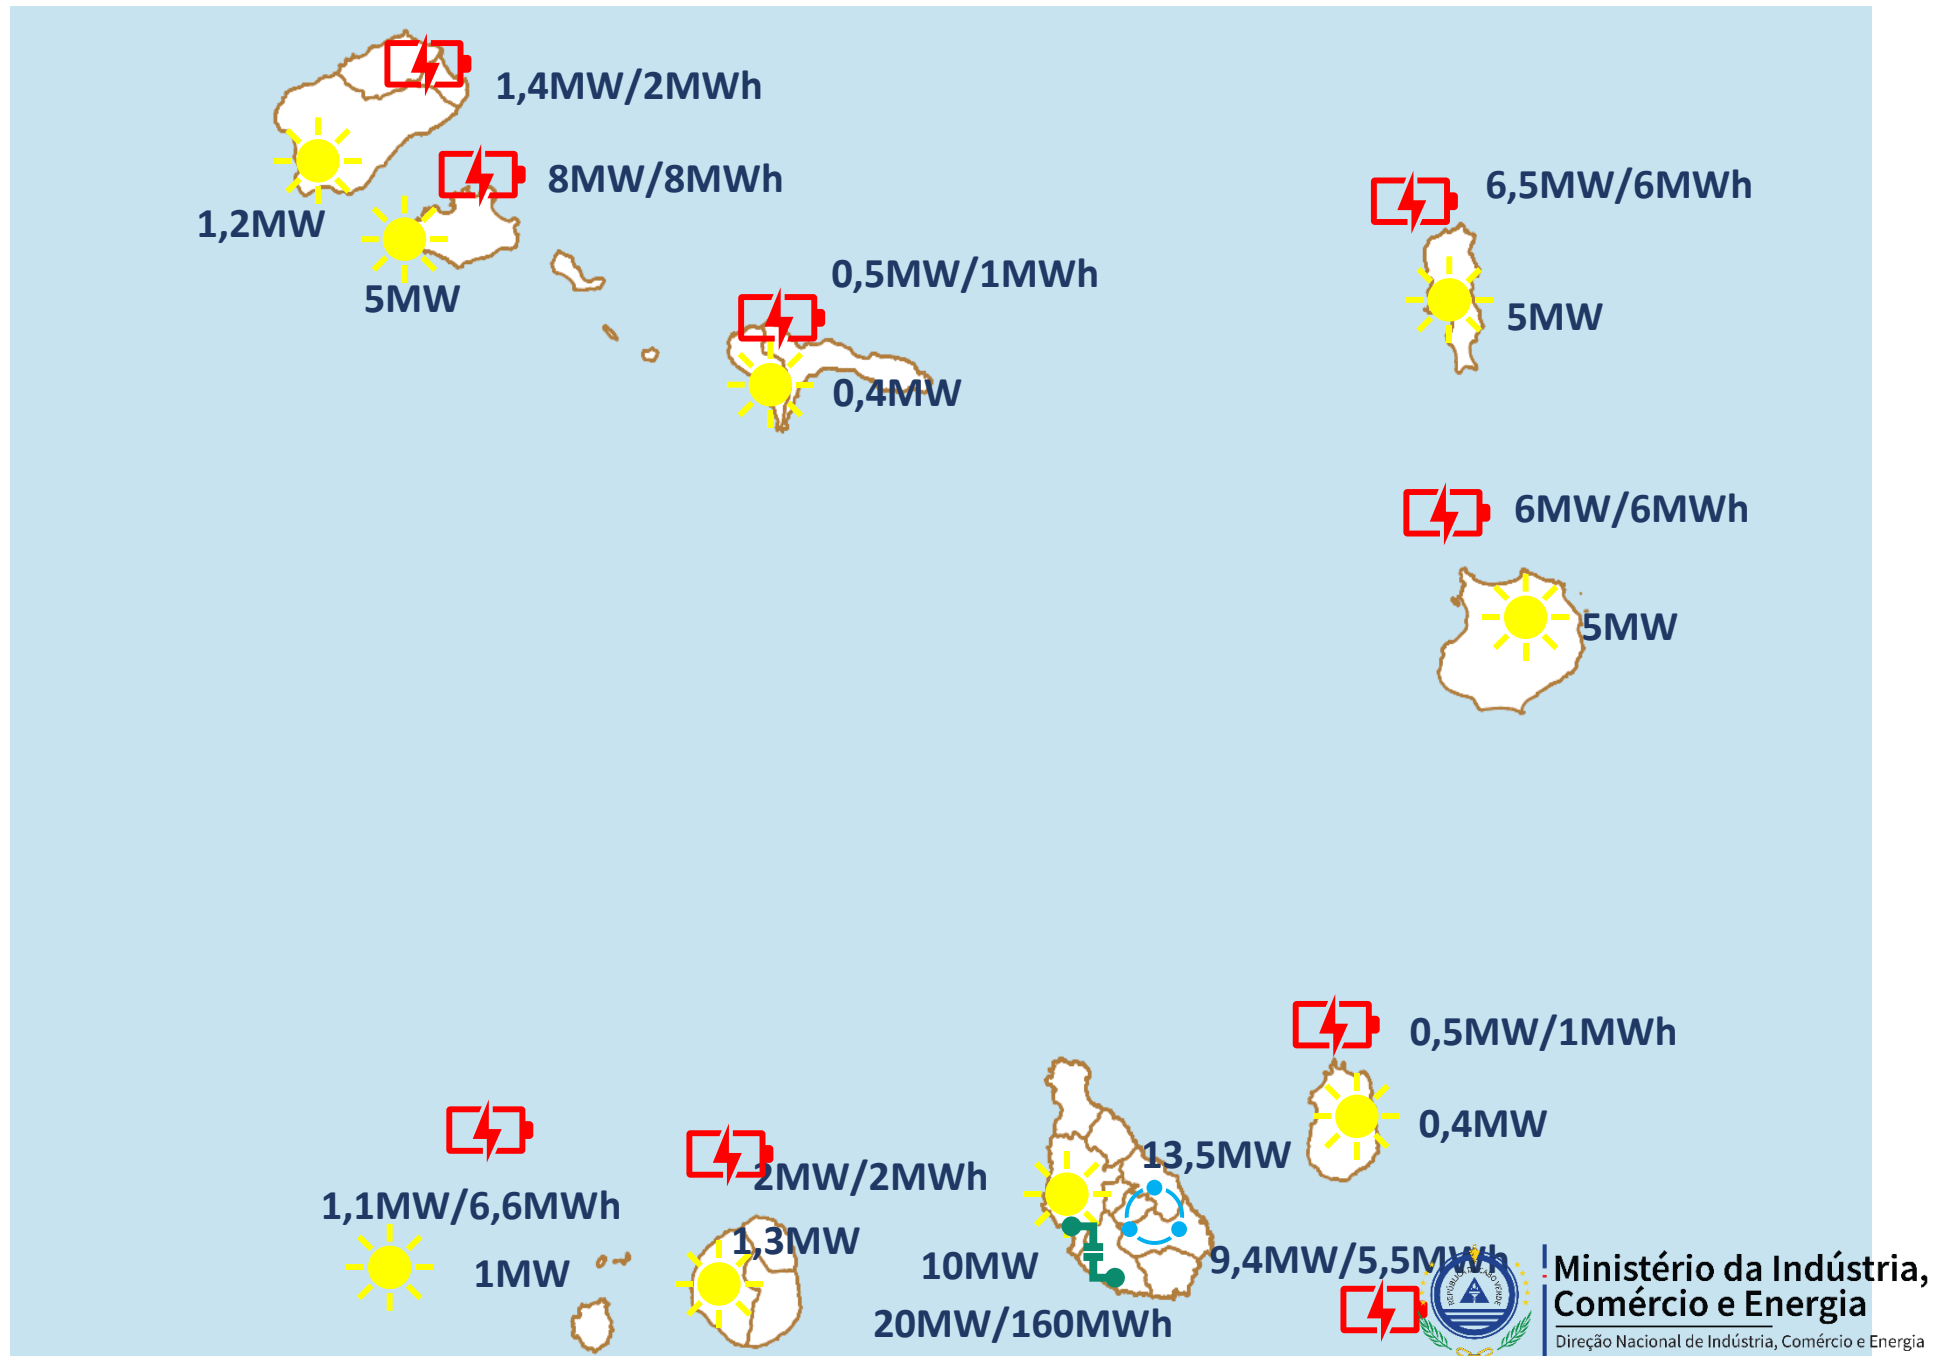 1,4MW/2MWh
8MW/8MWh
6,5MW/6MWh
1,2MW
5MW
0,5MW/1MWh
5MW
0,4MW
6MW/6MWh
5MW
0,5MW/1MWh
0,4MW
13,5MW
2MW/2MWh
1,1MW/6,6MWh
1,3MW
1MW
10MW
9,4MW/5,5MWh
20MW/160MWh
Ministério da Indústria,
Comércio e Energia
Direção Nacional de Indústria, Comércio e Energia